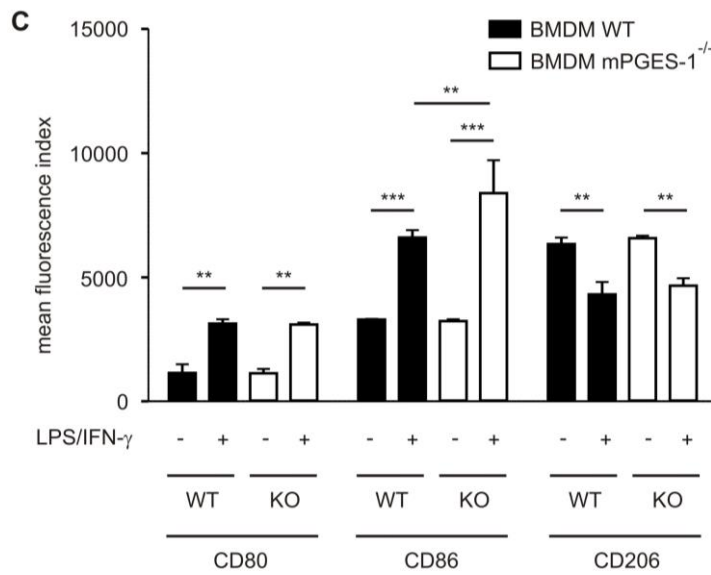 C
15000
BMDM WT
BMDM mPGES-1-/-
**
10000
***
***
mean fluorescence index
**
**
5000
**
**
0
LPS/IFN-γ - + - + - + - + - + - +
WT KO WT KO WT KO
CD80 CD86 CD206